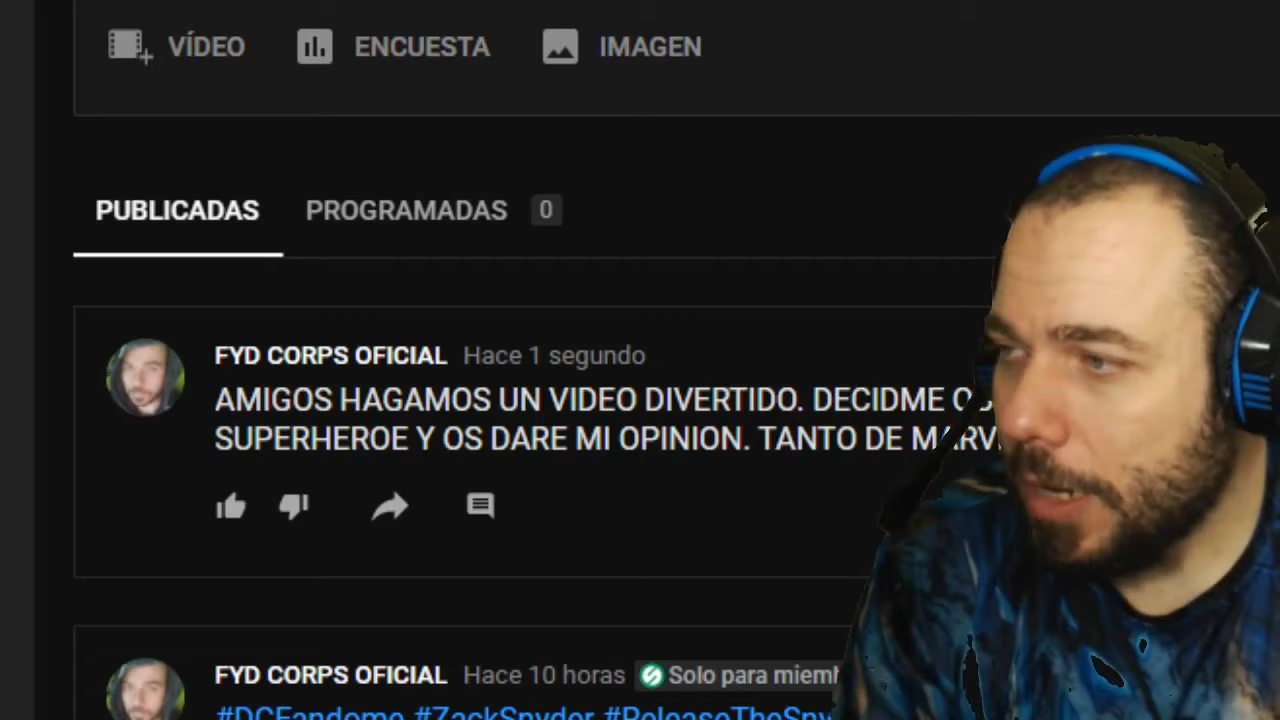 VÍDEO ENCUESTA IMAGEN
PUBLICADAS PROGRAMADAS 0
FYD CORPS OFICIAL Hace 1 segundo
AMIGOS HAGAMOS UN VIDEO DIVERTIDO. DECIDME
SUPERHEROE Y OS DARE MI OPINION. TANTO DE
FYD CORPS OFICIAL Hace 10 horas Solo para
#DCFandome #ZackSnyder